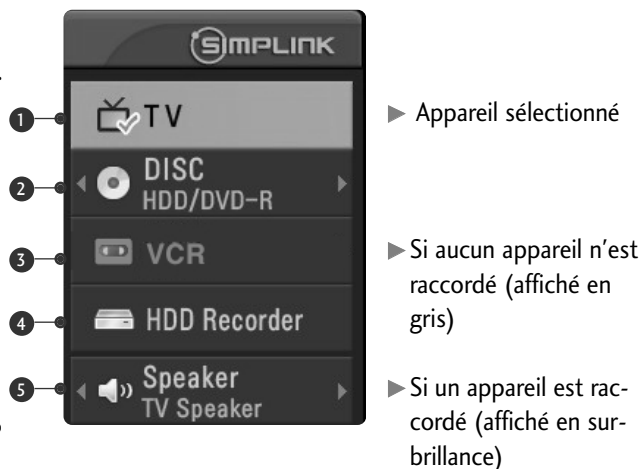 SIMPLINK
1 TV
Appareil sélectionné
2 DISC
HDD/DVD-R
3 VCR
Si aucun appareil n'est
raccordé (affiché en
gris)
4 HDD Recorder
5 Speaker
TV Speaker
Si un appareil est rac-
cordé (affiché en sur-
brillance)